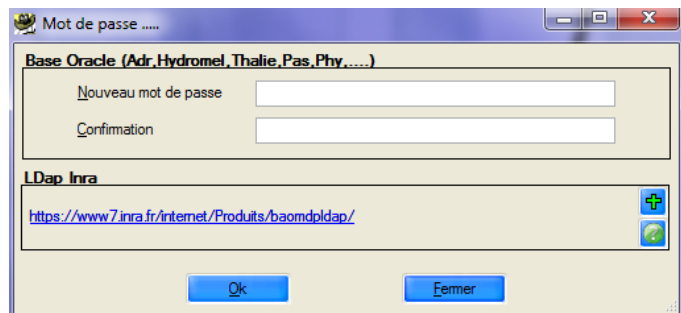 Mot de passe .....
Base Oracle (Adr,Hydromel,Thalie,Pas,Phy,....)
Nouveau mot de passe
Confirmation
LDap Inra
https://www7.inra.fr/internet/Produits/baomdpldap/
Ok
Fermer